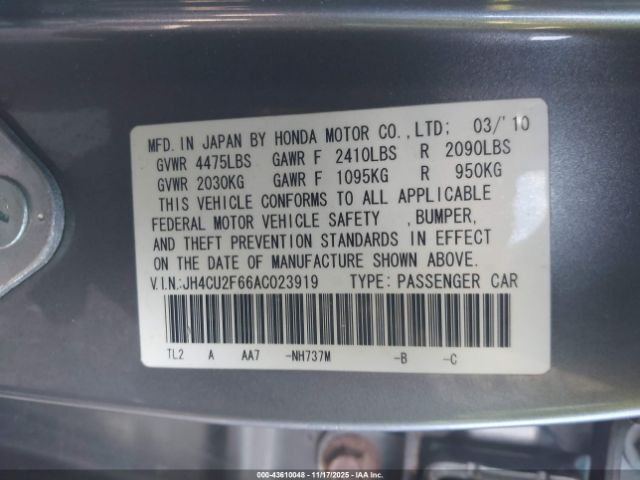 MFD. IN JAPAN BY HONDA MOTOR CO.,LTD: 03/'10
GVWR 4475LBS GAWR F 2410LBS R 2090LBS
GVWR 2030KG GAWR F 1095KG R 950KG
THIS VEHICLE CONFORMS TO ALL APPLICABLE
FEDERAL MOTOR VEHICLE SAFETY ,BUMPER,
AND THEFT PREVENTION STANDARDS IN EFFECT
ON THE DATE OF MANUFACTURE SHOWN ABOVE.
V.I.N.:JH4CU2F66AC023919 TYPE: PASSENGER CAR
TL2 A AA7 -NH737M -B -C
000-43610048 - 11/17/2025 - IAAI.com